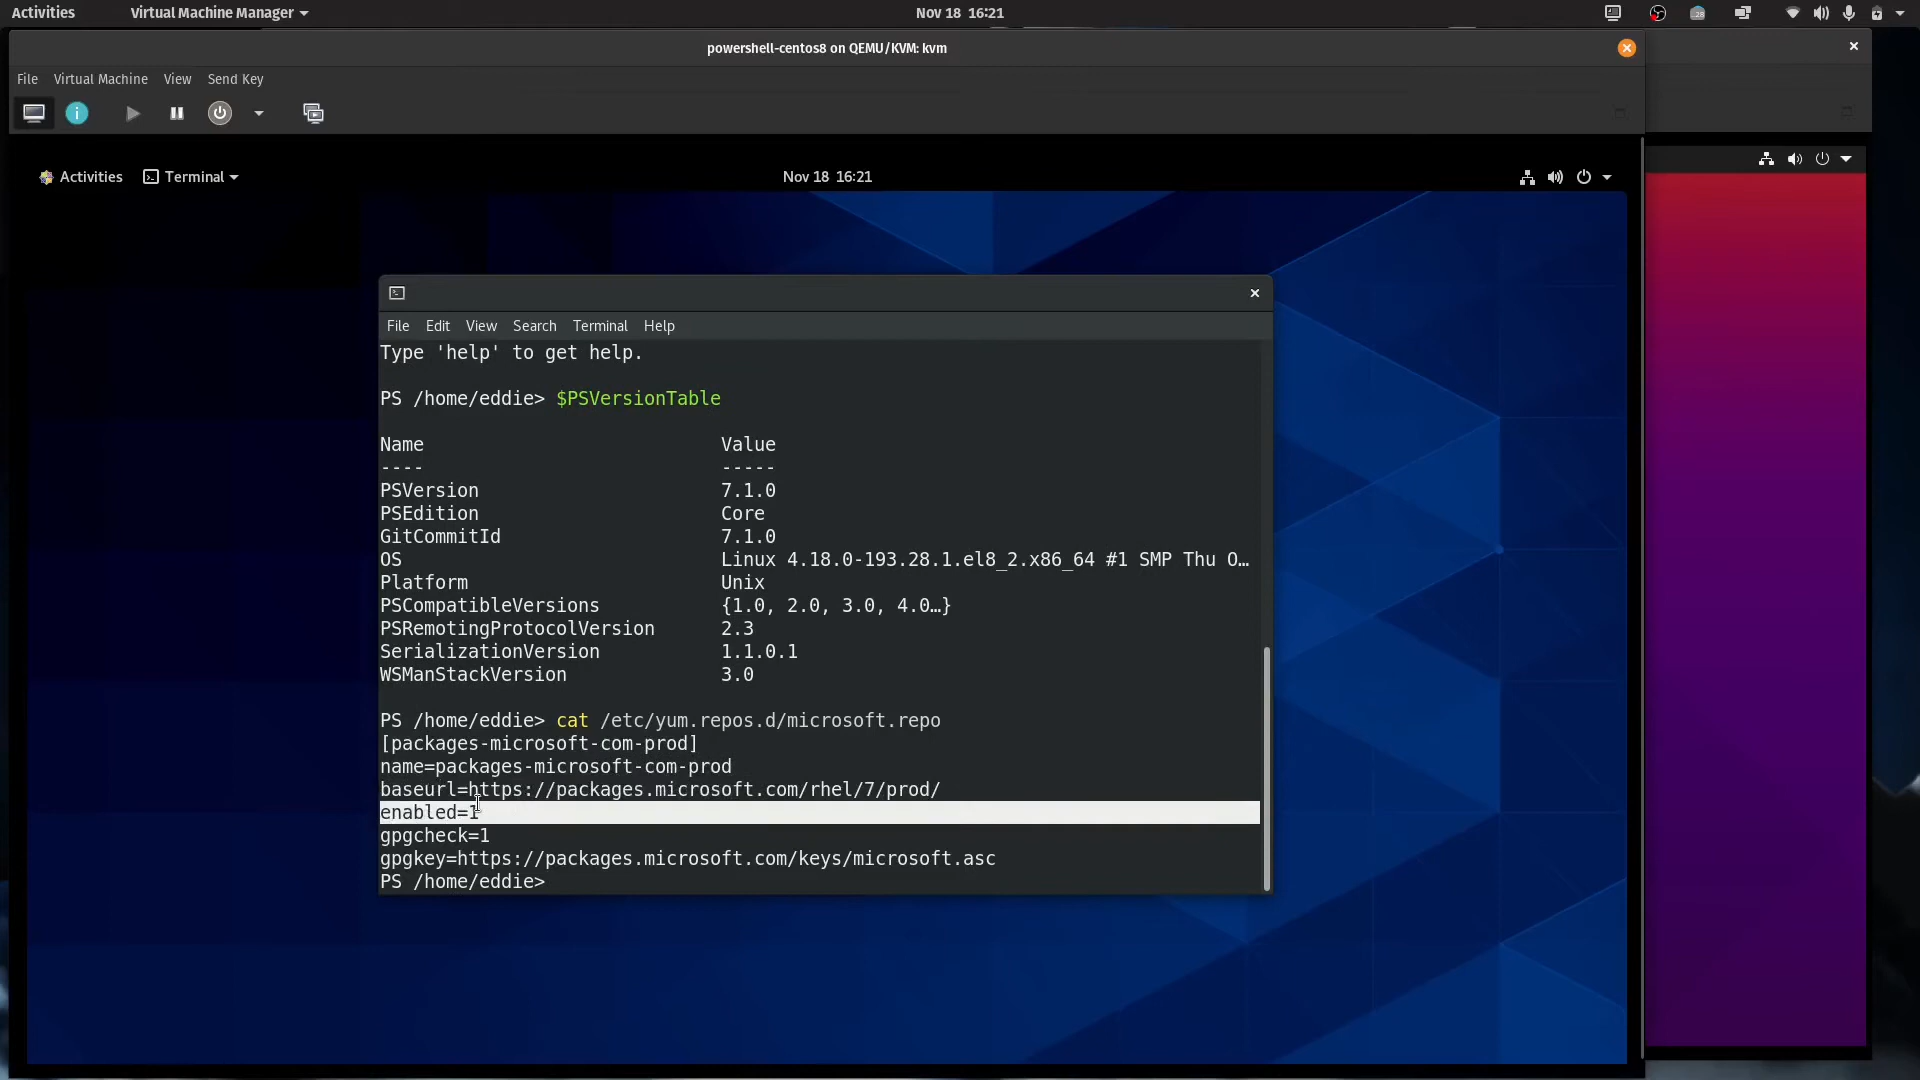 Activities Virtual Machine Manager Nov 18 16:21 28
powershell-centos8 on QEMU/KVM: kvm
File Virtual Machine View Send Key
Activities Terminal Nov 18 16:21
File Edit View Search Terminal Help
Type 'help' to get help.
PS /home/eddie> $PSVersionTable
Name Value
---- -----
PSVersion 7.1.0
PSEdition Core
GitCommitId 7.1.0
OS Linux 4.18.0-193.28.1.el8_2.x86_64 #1 SMP Thu O…
Platform Unix
PSCompatibleVersions {1.0, 2.0, 3.0, 4.0…}
PSRemotingProtocolVersion 2.3
SerializationVersion 1.1.0.1
WSManStackVersion 3.0
PS /home/eddie> cat /etc/yum.repos.d/microsoft.repo
[packages-microsoft-com-prod]
name=packages-microsoft-com-prod
baseurl=https://packages.microsoft.com/rhel/7/prod/
enabled=1
gpgcheck=1
gpgkey=https://packages.microsoft.com/keys/microsoft.asc
PS /home/eddie>